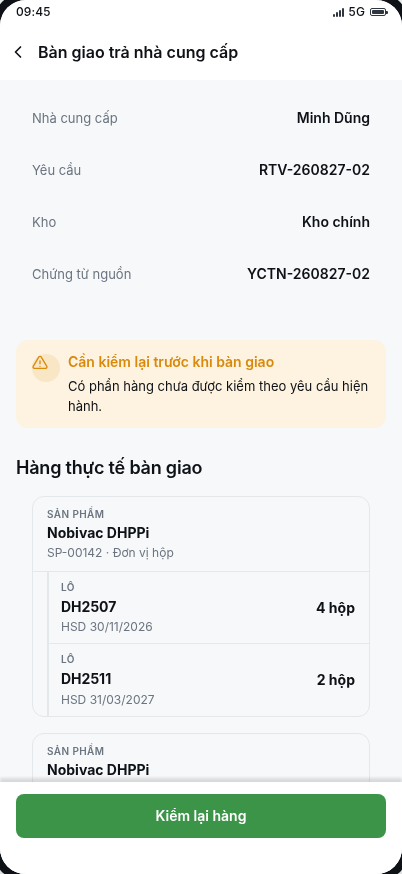 09:45
5G
Bàn giao trả nhà cung cấp
Nhà cung cấp
Minh Dũng
Yêu cầu
RTV-260827-02
Kho
Kho chính
Chứng từ nguồn
YCTN-260827-02
Cần kiểm lại trước khi bàn giao
Có phần hàng chưa được kiểm theo yêu cầu hiện
hành.
Hàng thực tế bàn giao
SẢN PHẨM
Nobivac DHPPi
SP-00142 · Đơn vị hộp
LÔ
DH2507
4 hộp
HSD 30/11/2026
LÔ
DH2511
2 hộp
HSD 31/03/2027
SẢN PHẨM
Nobivac DHPPi
Kiểm lại hàng